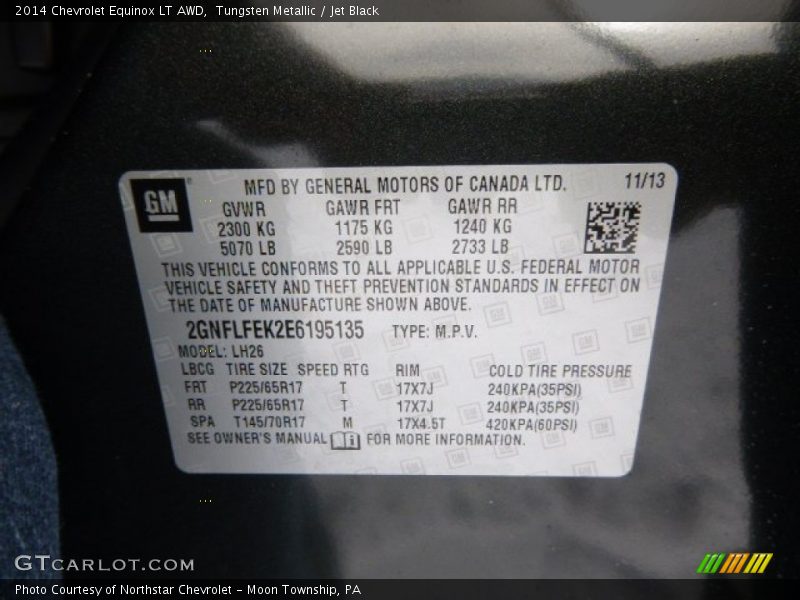 2014 Chevrolet Equinox LT AWD,  Tungsten Metallic / Jet Black
GM
MFD BY GENERAL MOTORS OF CANADA LTD. 11/13
GVWR GAWR FRT GAWR RR
2300 KG 1175 KG 1240 KG
5070 LB 2590 LB 2733 LB
THIS VEHICLE CONFORMS TO ALL APPLICABLE U.S. FEDERAL MOTOR
VEHICLE SAFETY AND THEFT PREVENTION STANDARDS IN EFFECT ON
THE DATE OF MANUFACTURE SHOWN ABOVE.
2GNFLFEK2E6195135 TYPE: M.P.V.
MODEL: LH26
LBCG TIRE SIZE SPEED RTG RIM COLD TIRE PRESSURE
FRT P225/65R17 T 17X7J 240KPA(35PSI)
RR P225/65R17 T 17X7J 240KPA(35PSI)
SPA T145/70R17 M 17X4.5T 420KPA(60PSI)
SEE OWNER'S MANUAL FOR MORE INFORMATION.
GTCARLOT.COM
Photo Courtesy of Northstar Chevrolet - Moon Township, PA